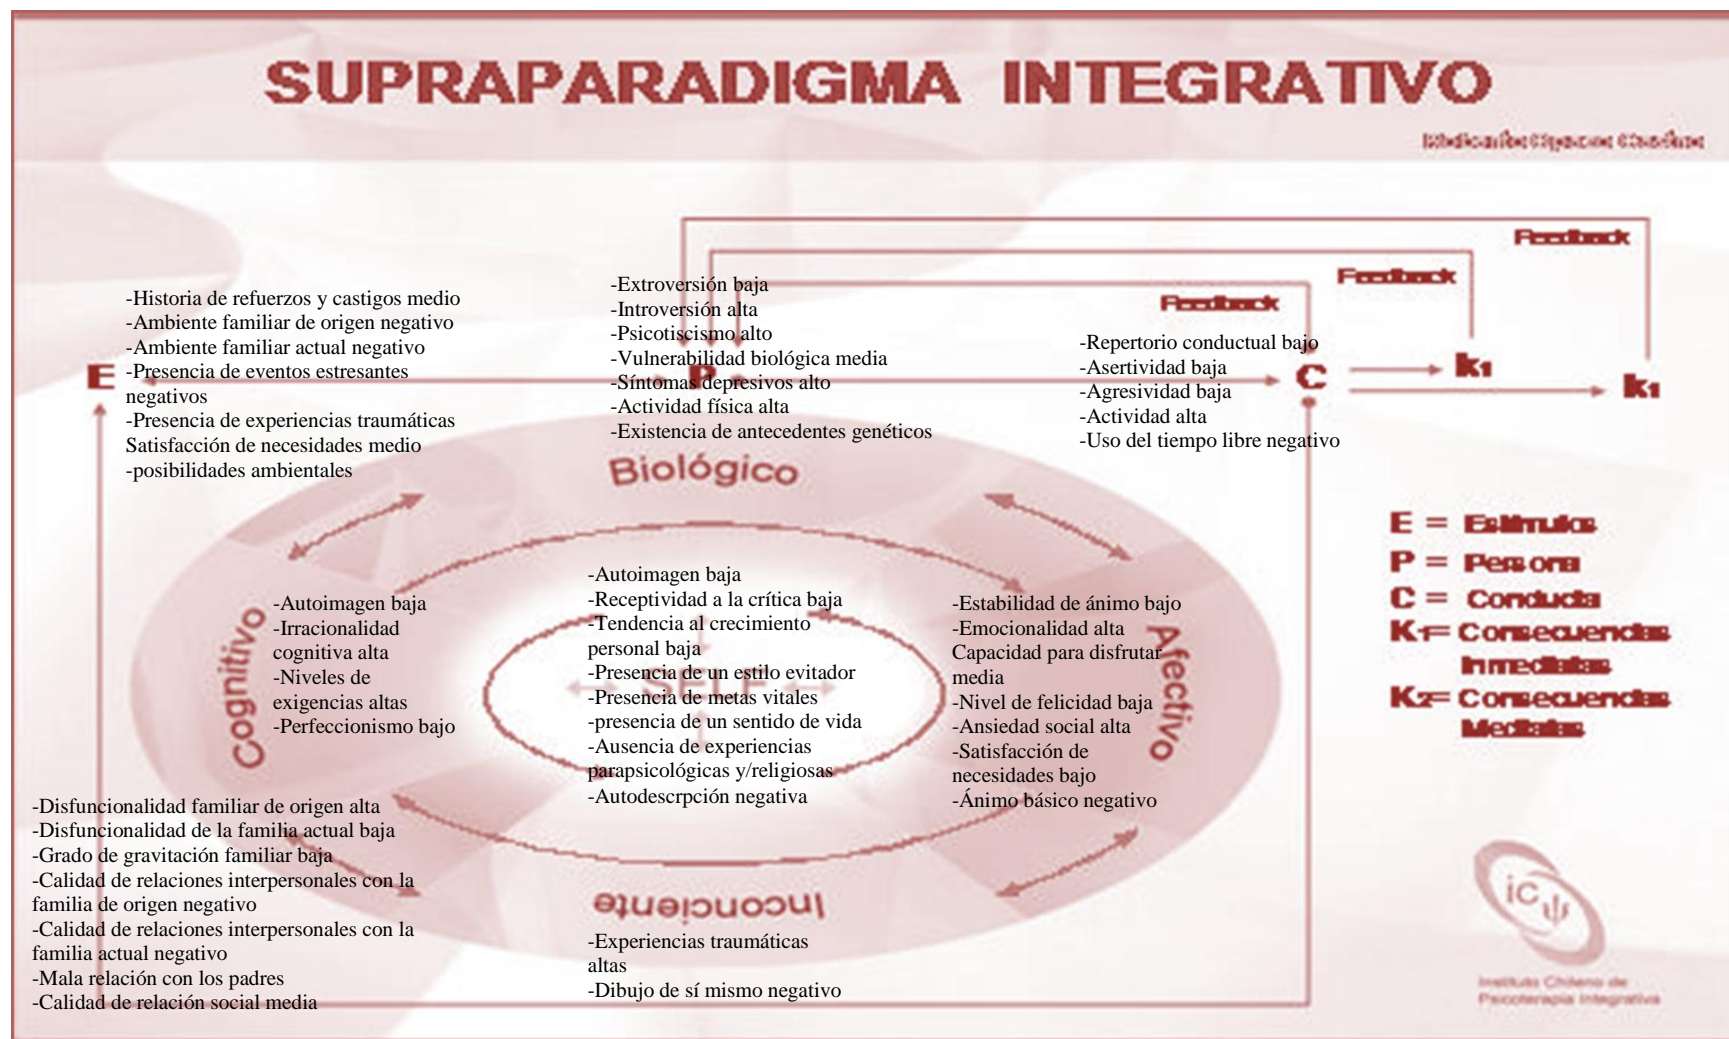 SUPRAPARADIGMA INTEGRATIVO
Feedback
Feedback
Feedback
-Historia de refuerzos y castigos medio
-Ambiente familiar de origen negativo
-Ambiente familiar actual negativo
-Presencia de eventos estresantes
negativos
-Presencia de experiencias traumáticas
Satisfacción de necesidades medio
-posibilidades ambientales
-Extroversión baja
-Introversión alta
-Psicotiscismo alto
-Vulnerabilidad biológica media
-Síntomas depresivos alto
-Actividad física alta
-Existencia de antecedentes genéticos
-Repertorio conductual bajo
-Asertividad baja
-Agresividad baja
-Actividad alta
-Uso del tiempo libre negativo
E
P
C
k1
k1
Biológico
Cognitivo
-Autoimagen baja
-Irracionalidad
cognitiva alta
-Niveles de
exigencias altas
-Perfeccionismo bajo
-Autoimagen baja
-Receptividad a la crítica baja
-Tendencia al crecimiento
personal baja
-Presencia de un estilo evitador
-Presencia de metas vitales
-presencia de un sentido de vida
-Ausencia de experiencias
parapsicológicas y/religiosas
-Autodescrpción negativa
SELF
-Estabilidad de ánimo bajo
-Emocionalidad alta
Capacidad para disfrutar
media
-Nivel de felicidad baja
-Ansiedad social alta
-Satisfacción de
necesidades bajo
-Ánimo básico negativo
Afectivo
E = Estímulos
P = Persona
C = Conducta
K1= Consecuencias
Inmediatas
K2= Consecuencias
Mediatas
-Disfuncionalidad familiar de origen alta
-Disfuncionalidad de la familia actual baja
-Grado de gravitación familiar baja
-Calidad de relaciones interpersonales con la
familia de origen negativo
-Calidad de relaciones interpersonales con la
familia actual negativo
-Mala relación con los padres
-Calidad de relación social media
Inconciente
-Experiencias traumáticas
altas
-Dibujo de sí mismo negativo
iCψ
Instituto Chileno de
Psicoterapia Integrativa